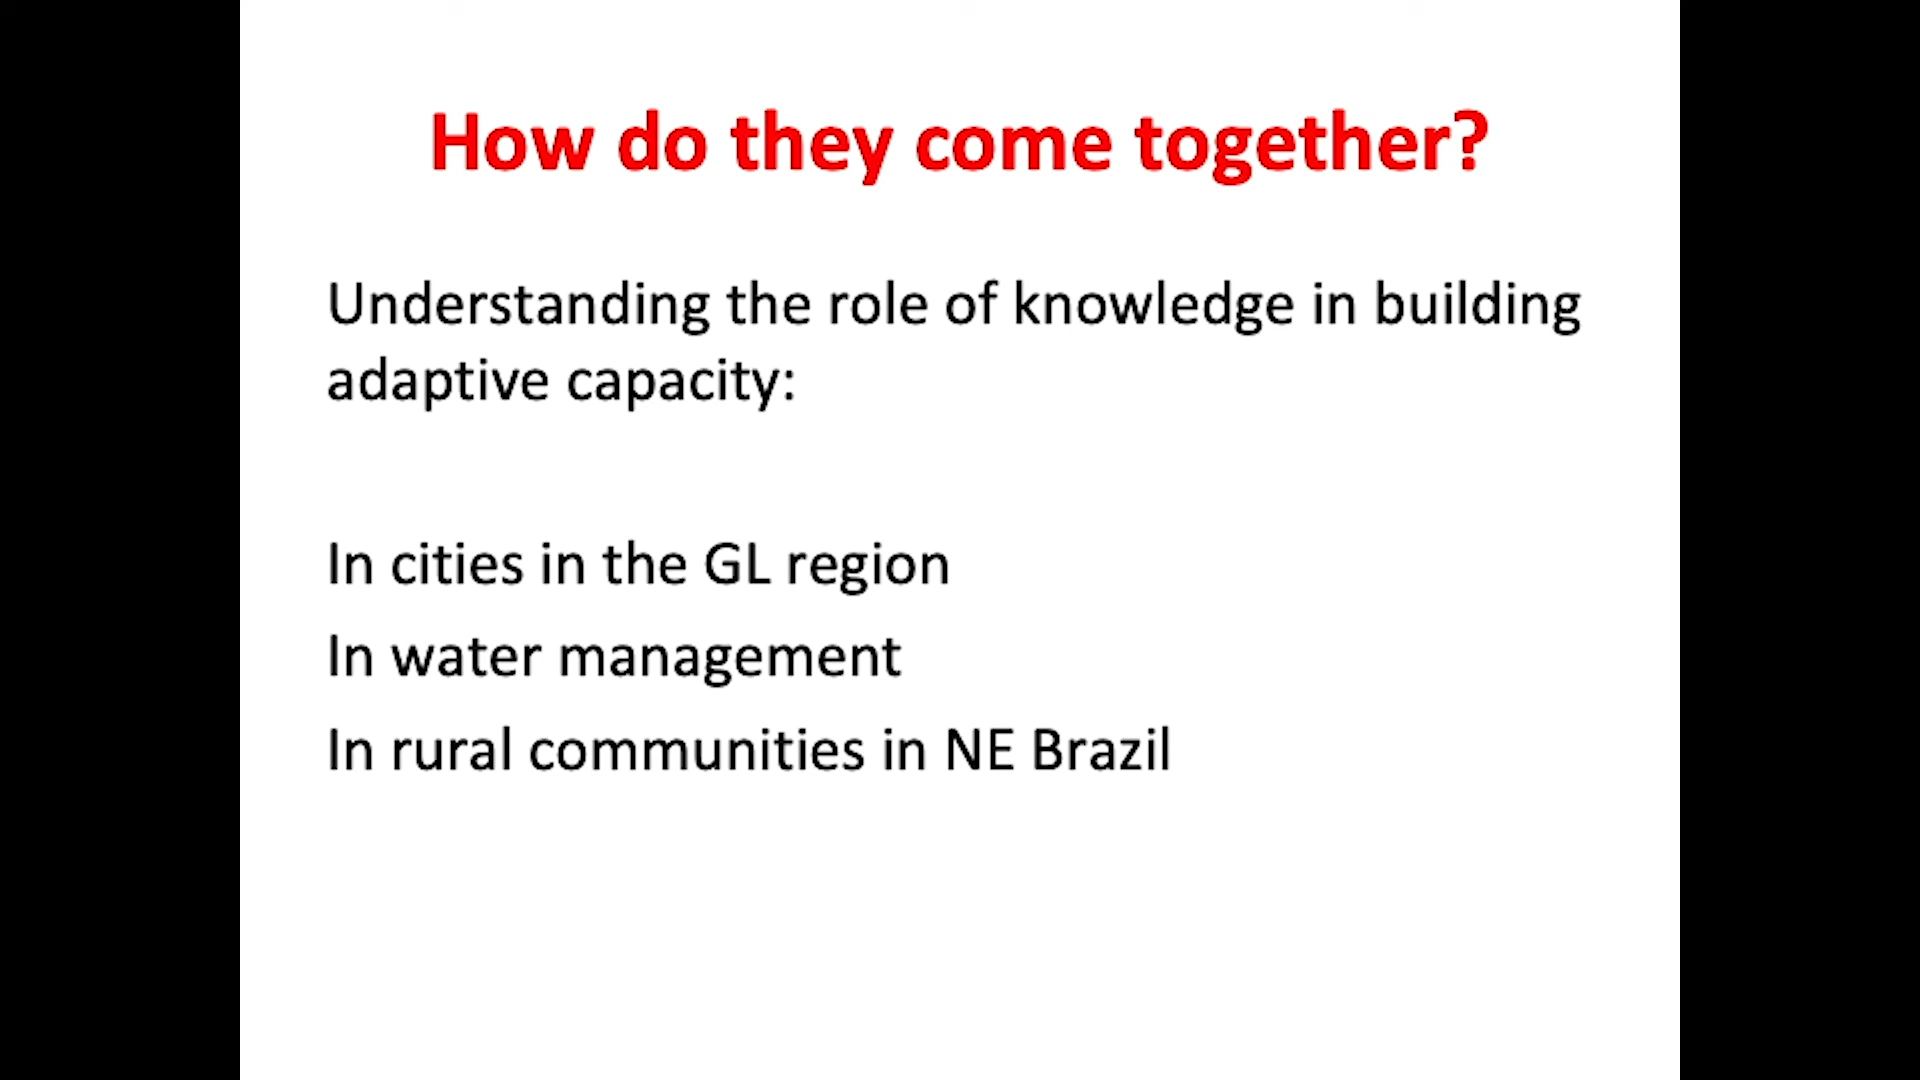 How do they come together?
Understanding the role of knowledge in building
adaptive capacity:
In cities in the GL region
In water management
In rural communities in NE Brazil